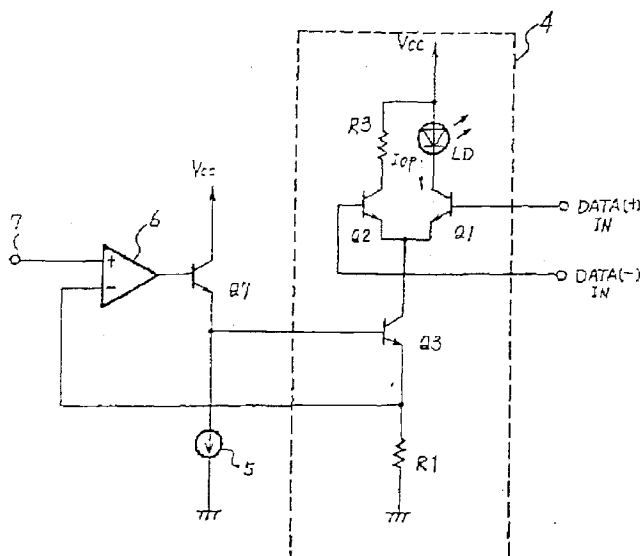 4
Vcc
R3
Iop
LD
Vcc
7
6
+
-
Q7
Q2
Q1
DATA(+)
IN
DATA(-)
IN
Q3
5
R1